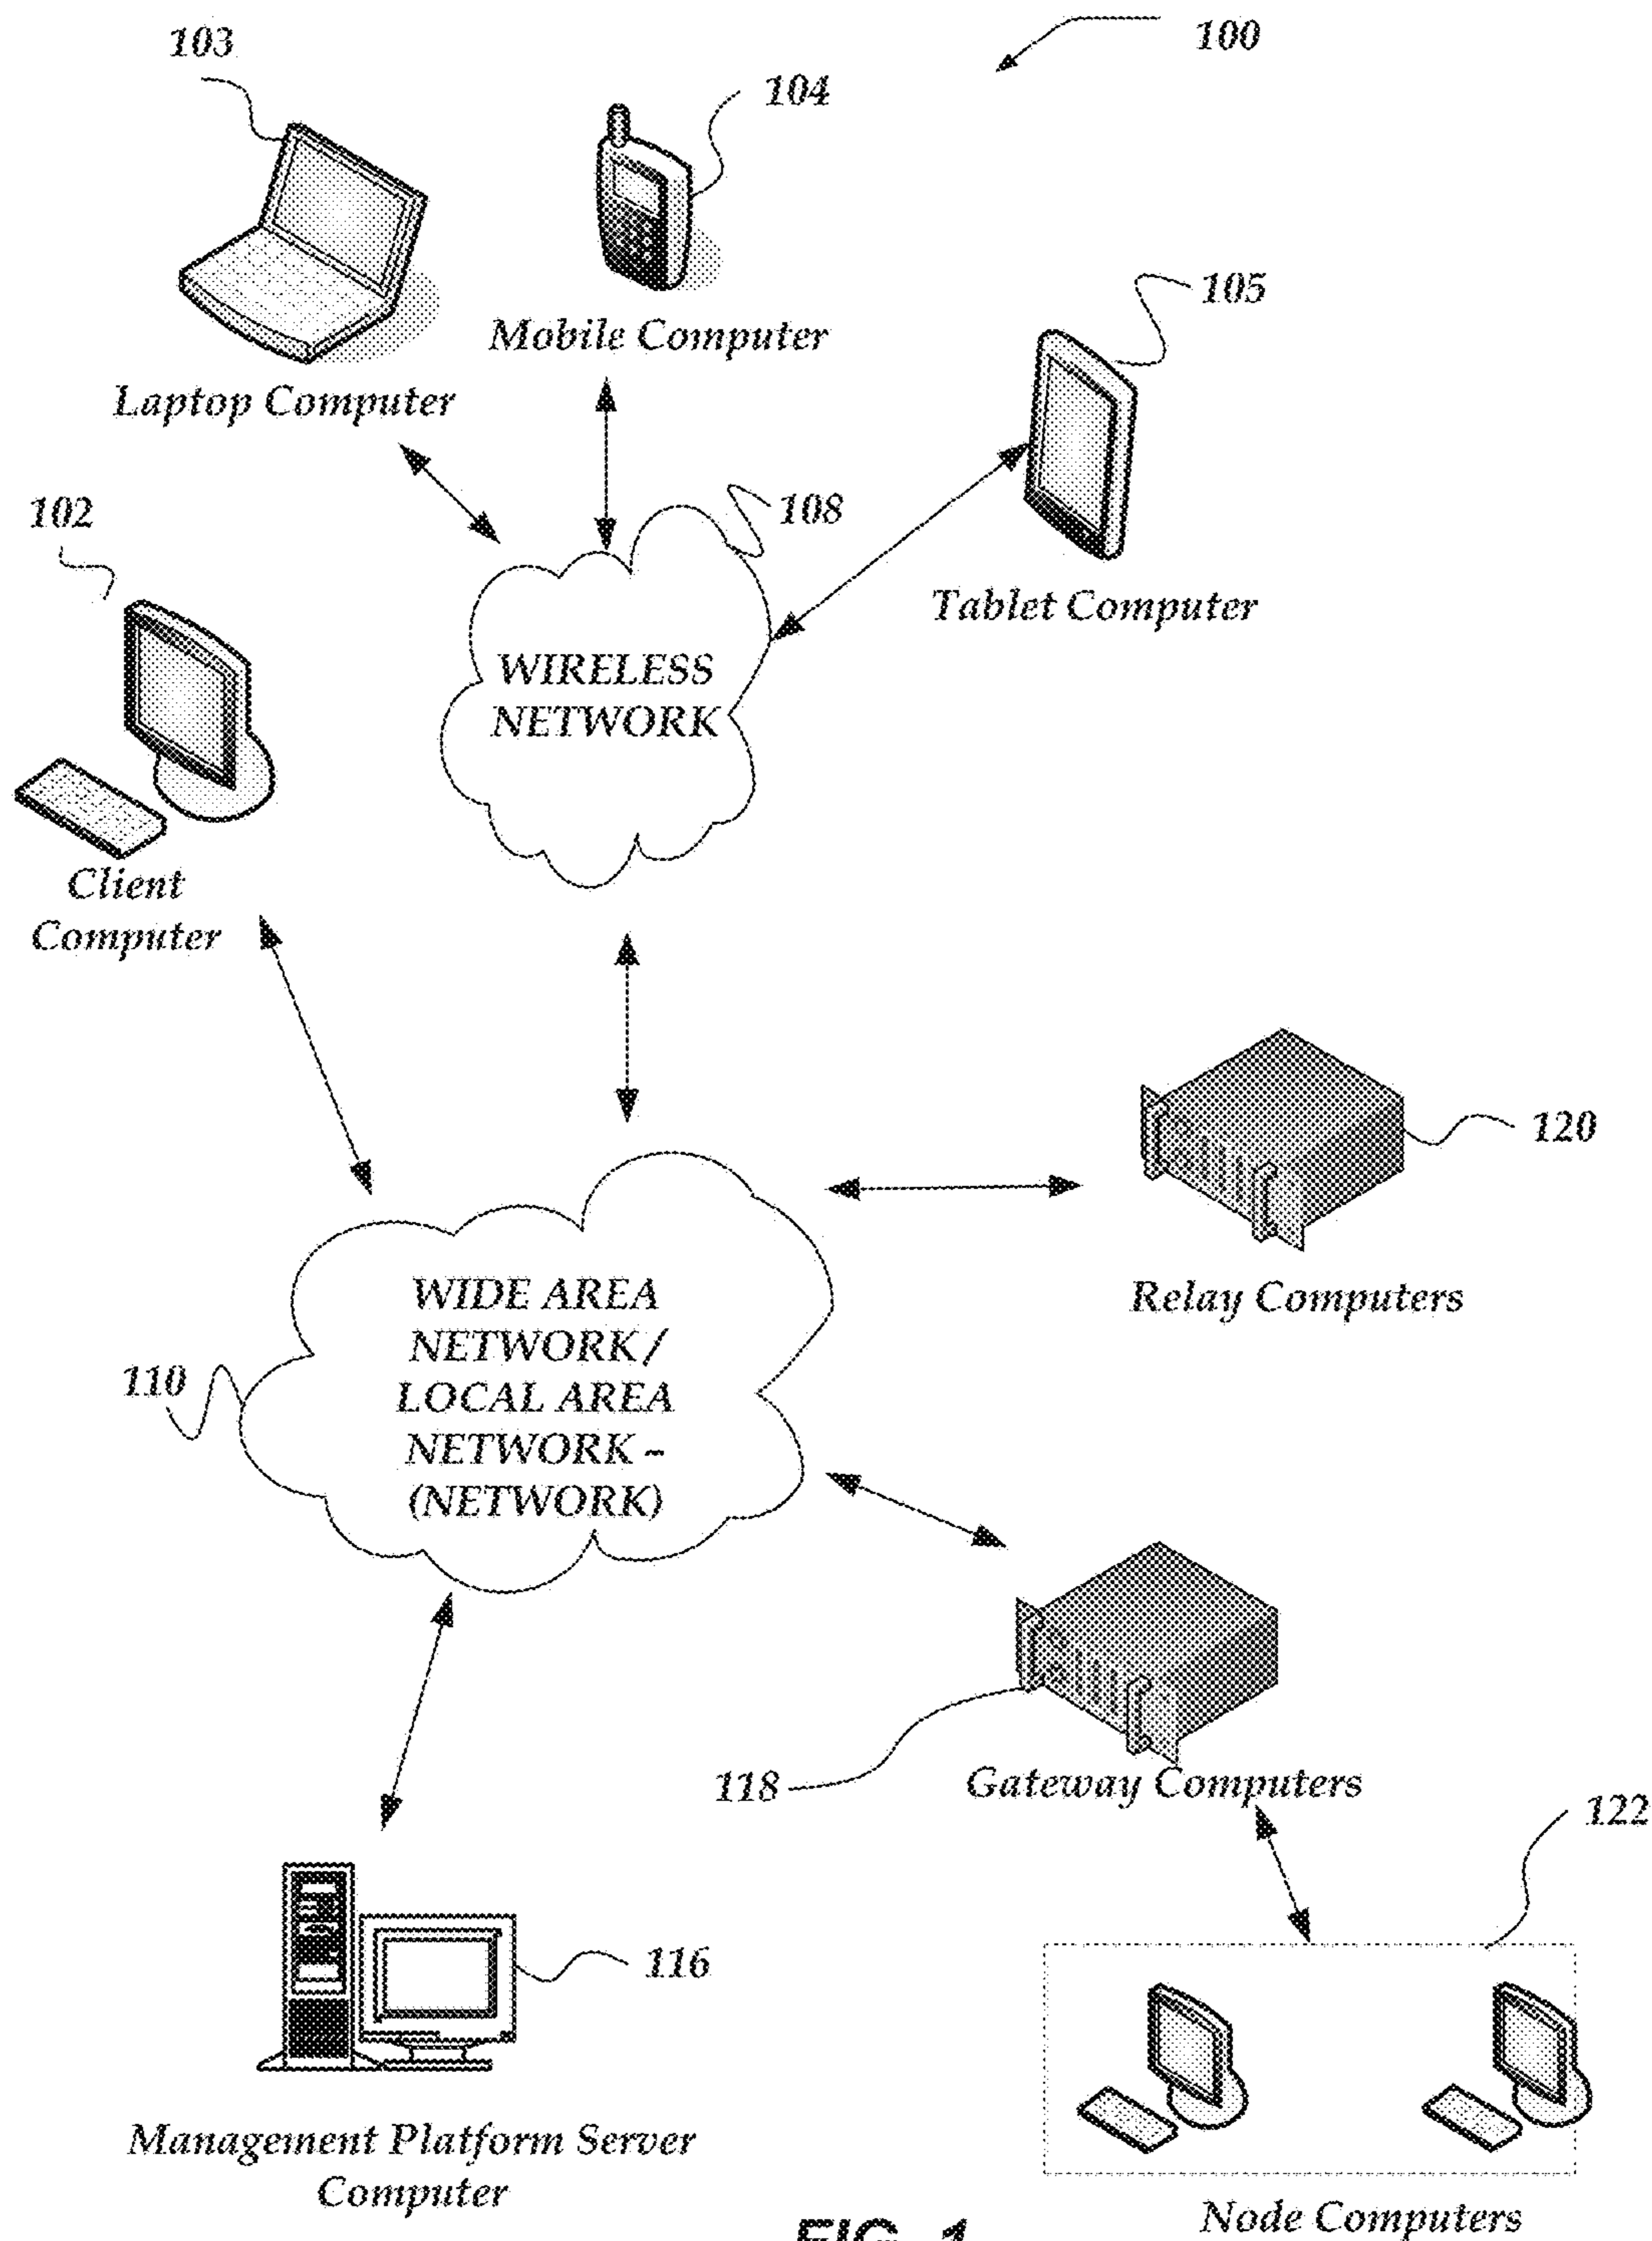 103
100
104
105
Mobile Computer
Laptop Computer
102
108
Tablet Computer
WIRELESS
NETWORK
Client
Computer
120
WIDE AREA
NETWORK /
LOCAL AREA
NETWORK –
(NETWORK)
Relay Computers
110
118
Gateway Computers
122
116
Management Platform Server
Computer
Node Computers
FIG. 1